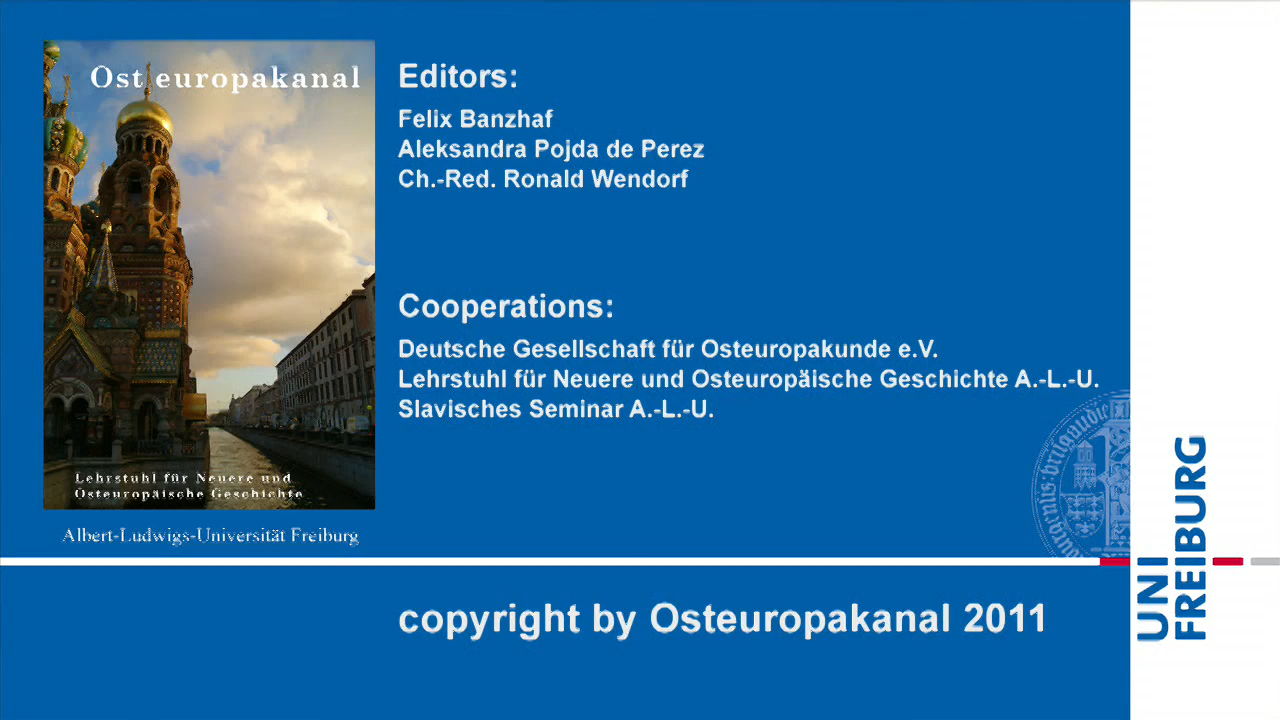 Ost europakanal
Lehrstuhl für Neuere und
Osteuropäische Geschichte
Albert-Ludwigs-Universität Freiburg
Editors:
Felix Banzhaf
Aleksandra Pojda de Perez
Ch.-Red. Ronald Wendorf
Cooperations:
Deutsche Gesellschaft für Osteuropakunde e.V.
Lehrstuhl für Neuere und Osteuropäische Geschichte A.-L.-U.
Slavisches Seminar A.-L.-U.
copyright by Osteuropakanal 2011
UNI
FREIBURG